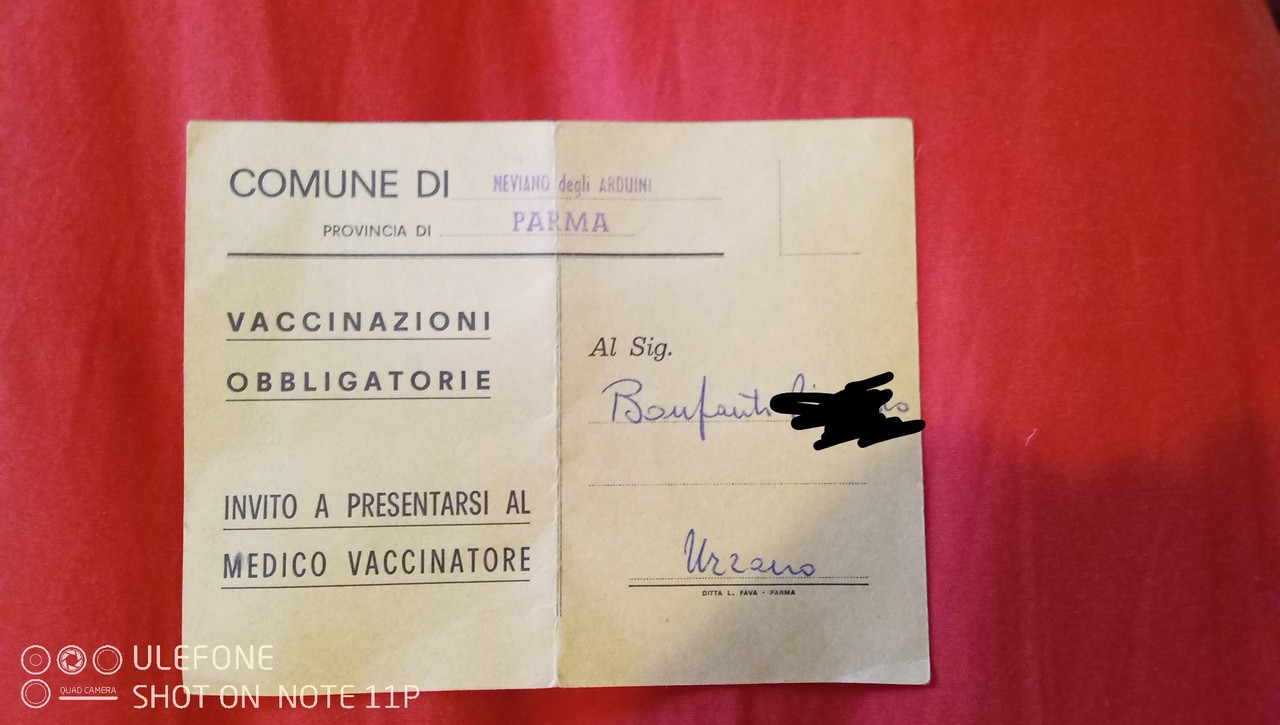 COMUNE DI NEVIANO degli ARDUINI
PROVINCIA DI PARMA
VACCINAZIONI
OBBLIGATORIE
INVITO A PRESENTARSI AL
MEDICO VACCINATORE
Al Sig.
Bonfanti
Urzano
DITTA L. FAVA - PARMA
ULEFONE
QUAD CAMERA
SHOT ON NOTE 11P